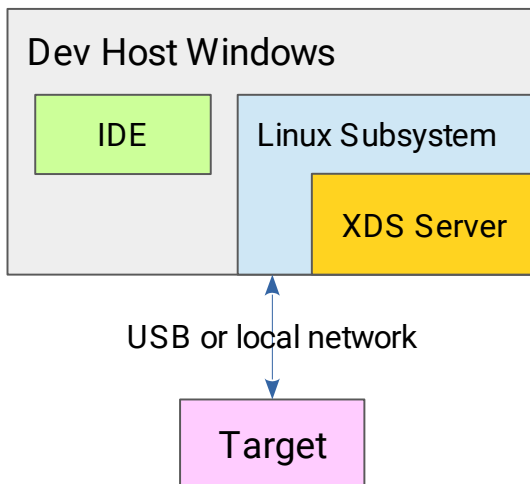 Dev Host Windows
IDE
Linux Subsystem
XDS Server
USB or local network
Target